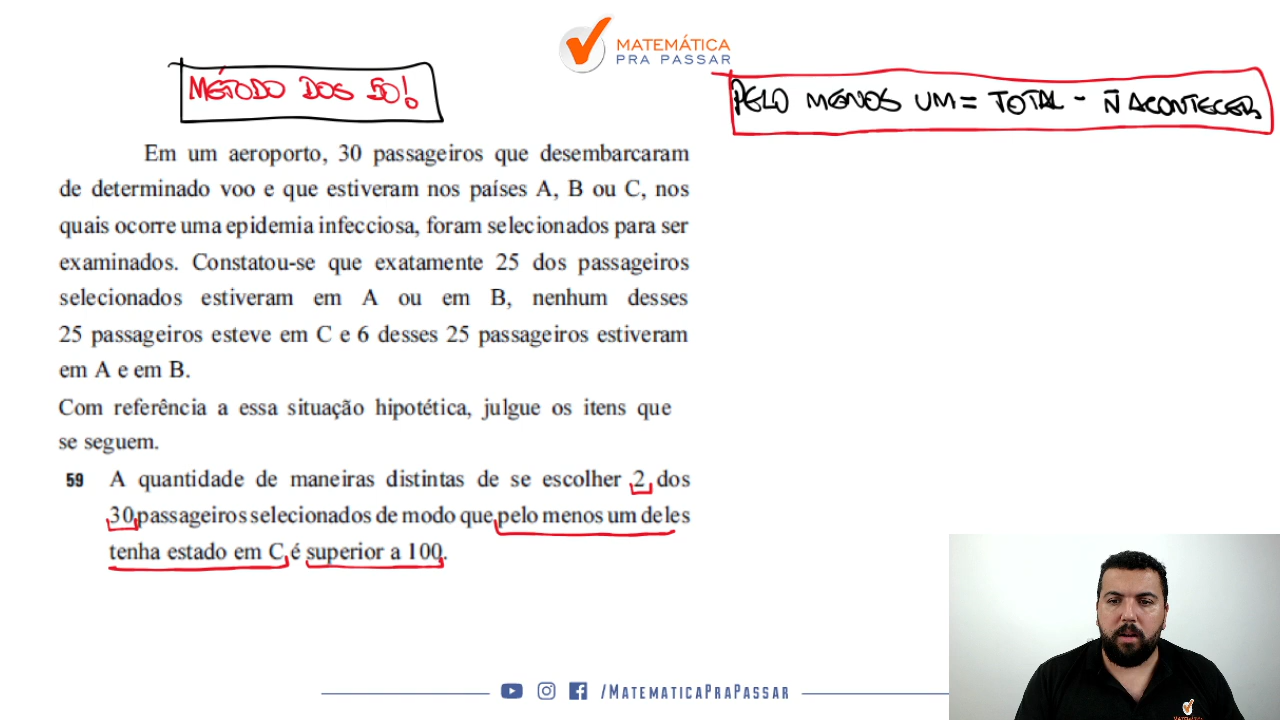 MATEMÁTICA
PRA PASSAR
MÉTODO DOS 50!
PELO MENOS UM = TOTAL - Ñ ACONTECER
Em um aeroporto, 30 passageiros que desembarcaram
de determinado voo e que estiveram nos países A, B ou C, nos
quais ocorre uma epidemia infecciosa, foram selecionados para ser
examinados. Constatou-se que exatamente 25 dos passageiros
selecionados estiveram em A ou em B, nenhum desses
25 passageiros esteve em C e 6 desses 25 passageiros estiveram
em A e em B.
Com referência a essa situação hipotética, julgue os itens que
se seguem.
59 A quantidade de maneiras distintas de se escolher 2 dos
30 passageiros selecionados de modo que pelo menos um deles
tenha estado em C é superior a 100.
/MATEMATICAPRAPASSAR